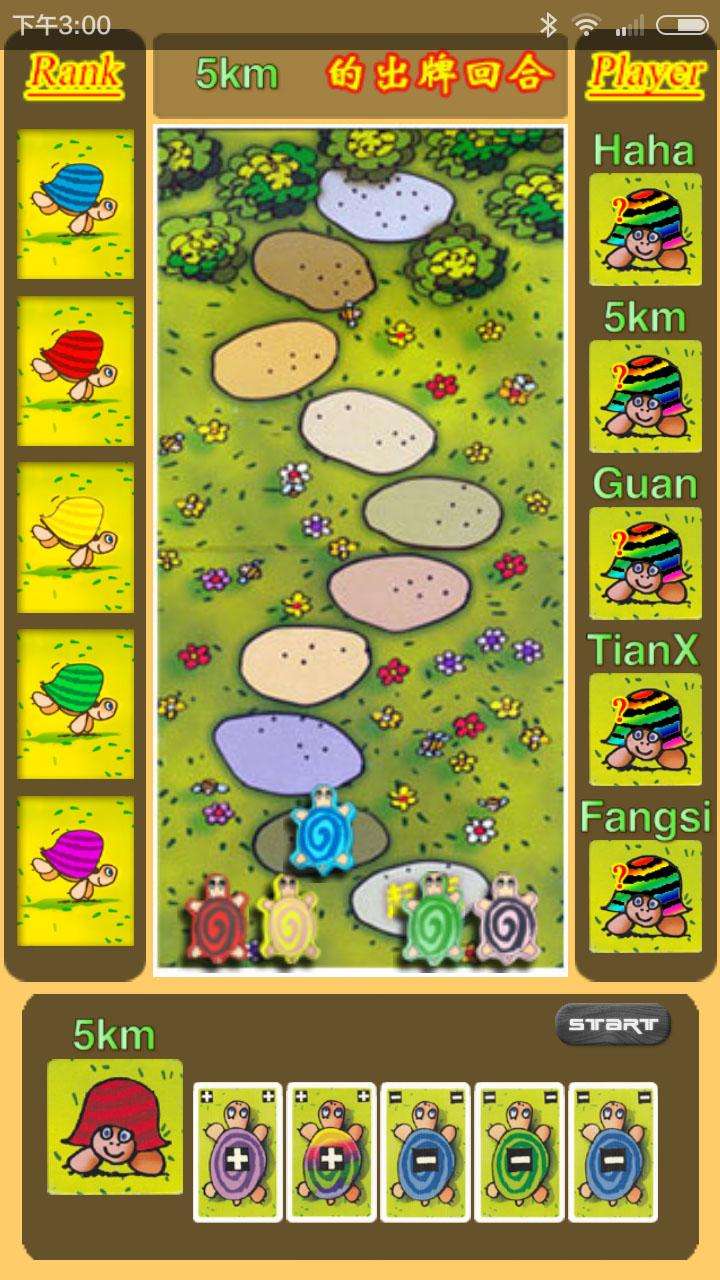 下午3:00
Rank
5km 的出牌回合
Player
Haha
5km
Guan
TianX
Fangsi
5km
START